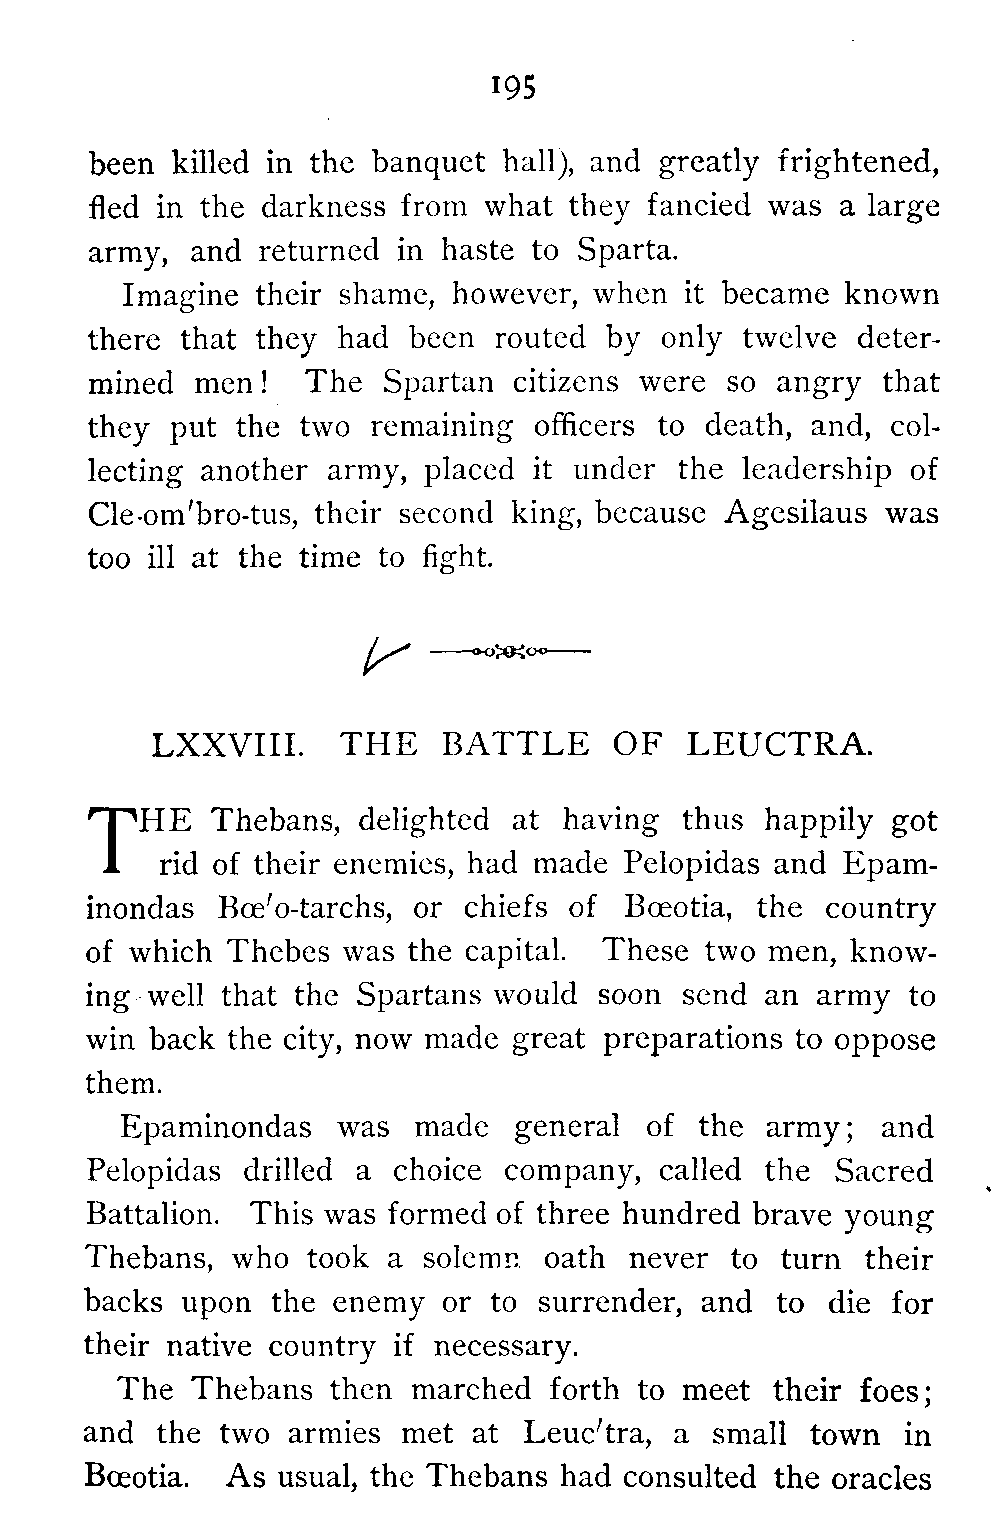 195
been killed in the banquet hall), and greatly frightened,
fled in the darkness from what they fancied was a large
army, and returned in haste to Sparta.
Imagine their shame, however, when it became known
there that they had been routed by only twelve deter-
mined men! The Spartan citizens were so angry that
they put the two remaining officers to death, and, col-
lecting another army, placed it under the leadership of
Cle-om′bro-tus, their second king, because Agesilaus was
too ill at the time to fight.
LXXVIII. THE BATTLE OF LEUCTRA.
THE Thebans, delighted at having thus happily got
rid of their enemies, had made Pelopidas and Epam-
inondas Bœ′o-tarchs, or chiefs of Bœotia, the country
of which Thebes was the capital. These two men, know-
ing well that the Spartans would soon send an army to
win back the city, now made great preparations to oppose
them.
Epaminondas was made general of the army; and
Pelopidas drilled a choice company, called the Sacred
Battalion. This was formed of three hundred brave young
Thebans, who took a solemn oath never to turn their
backs upon the enemy or to surrender, and to die for
their native country if necessary.
The Thebans then marched forth to meet their foes;
and the two armies met at Leuc′tra, a small town in
Bœotia. As usual, the Thebans had consulted the oracles